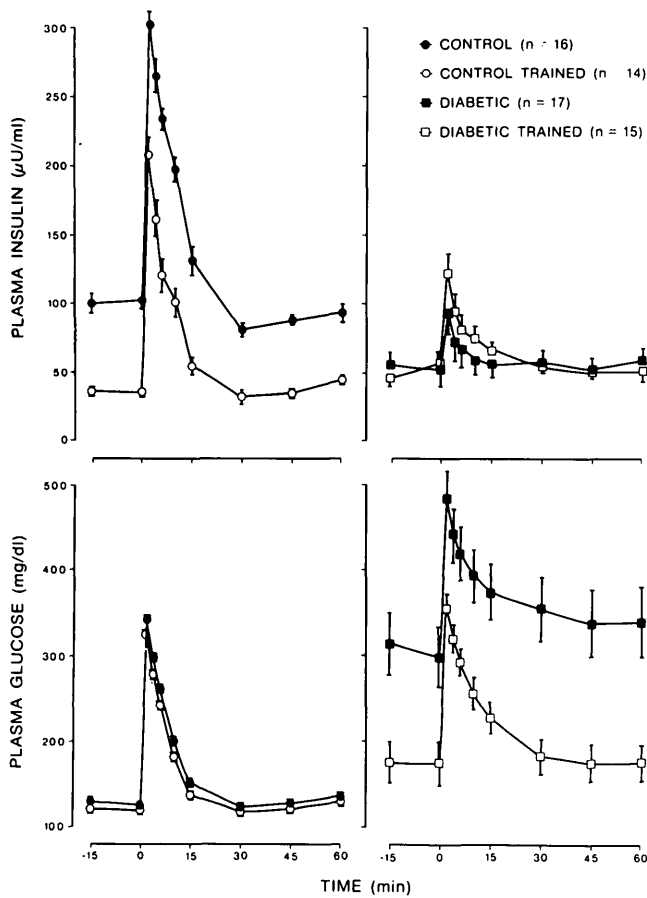 300
250
200
150
100
50
0
PLASMA INSULIN (µU/ml)
● CONTROL (n = 16)
○ CONTROL TRAINED (n 14)
■ DIABETIC (n = 17)
□ DIABETIC TRAINED (n = 15)
500
400
300
200
100
PLASMA GLUCOSE (mg/dl)
-15 0 15 30 45 60
-15 0 15 30 45 60
TIME (min)